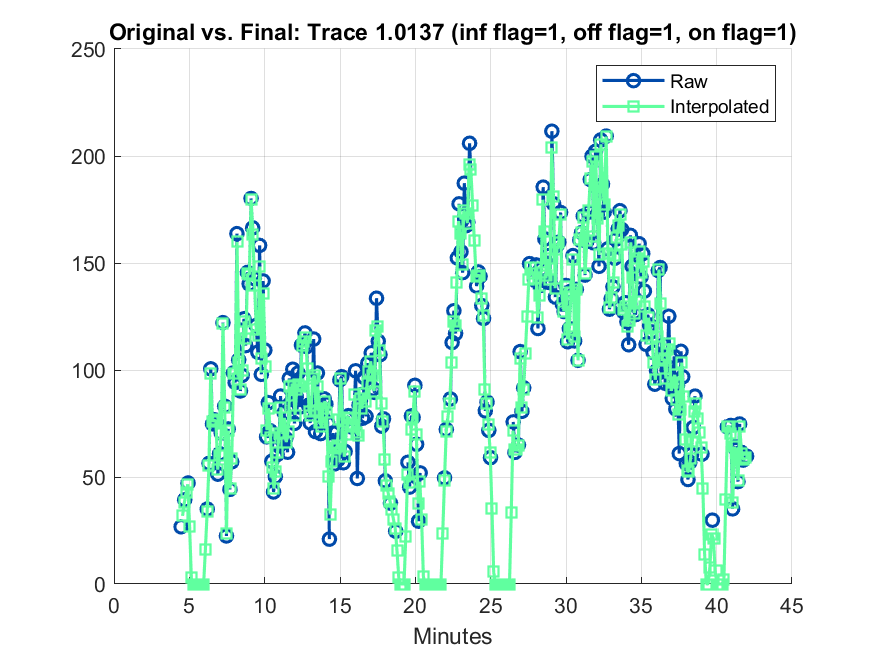 Original vs. Final: Trace 1.0137 (inf flag=1, off flag=1, on flag=1)
250
200
150
100
50
0
Raw
Interpolated
0 5 10 15 20 25 30 35 40 45
Minutes